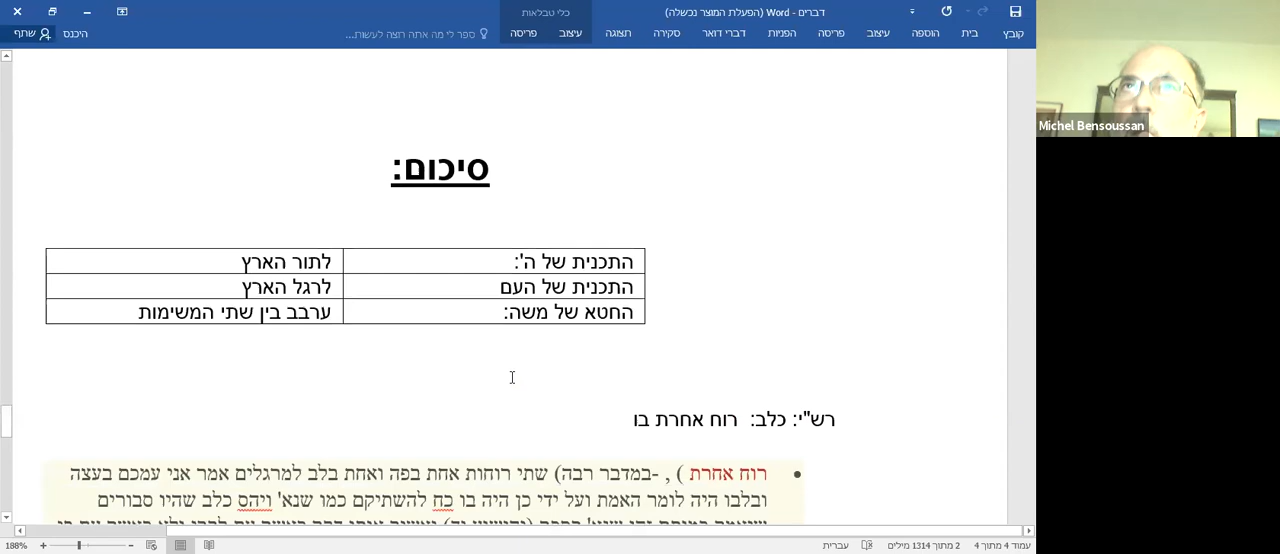 דברים - Word (הפעלת המוצר נכשלה)
כלי טבלאות
קובץ בית הוספה עיצוב פריסה הפניות דברי דואר סקירה תצוגה עיצוב פריסה ספר לי מה אתה רוצה לעשות... היכנס שתף
Michel Bensoussan
סיכום:
התכנית של ה': לתור הארץ
התכנית של העם לרגל הארץ
החטא של משה: ערבב בין שתי המשימות
רש"י: כלב: רוח אחרת בו
• רוח אחרת ) , -במדבר רבה) שתי רוחות אחת בפה ואחת בלב למרגלים אמר אני עמכם בעצה
ובלבו היה לומר האמת ועל ידי כן היה בו כח להשתיקם כמו שנא' ויהס כלב שהיו סבורים
עמוד 4 מתוך 4 2 מתוך 1314 מילים עברית 188%